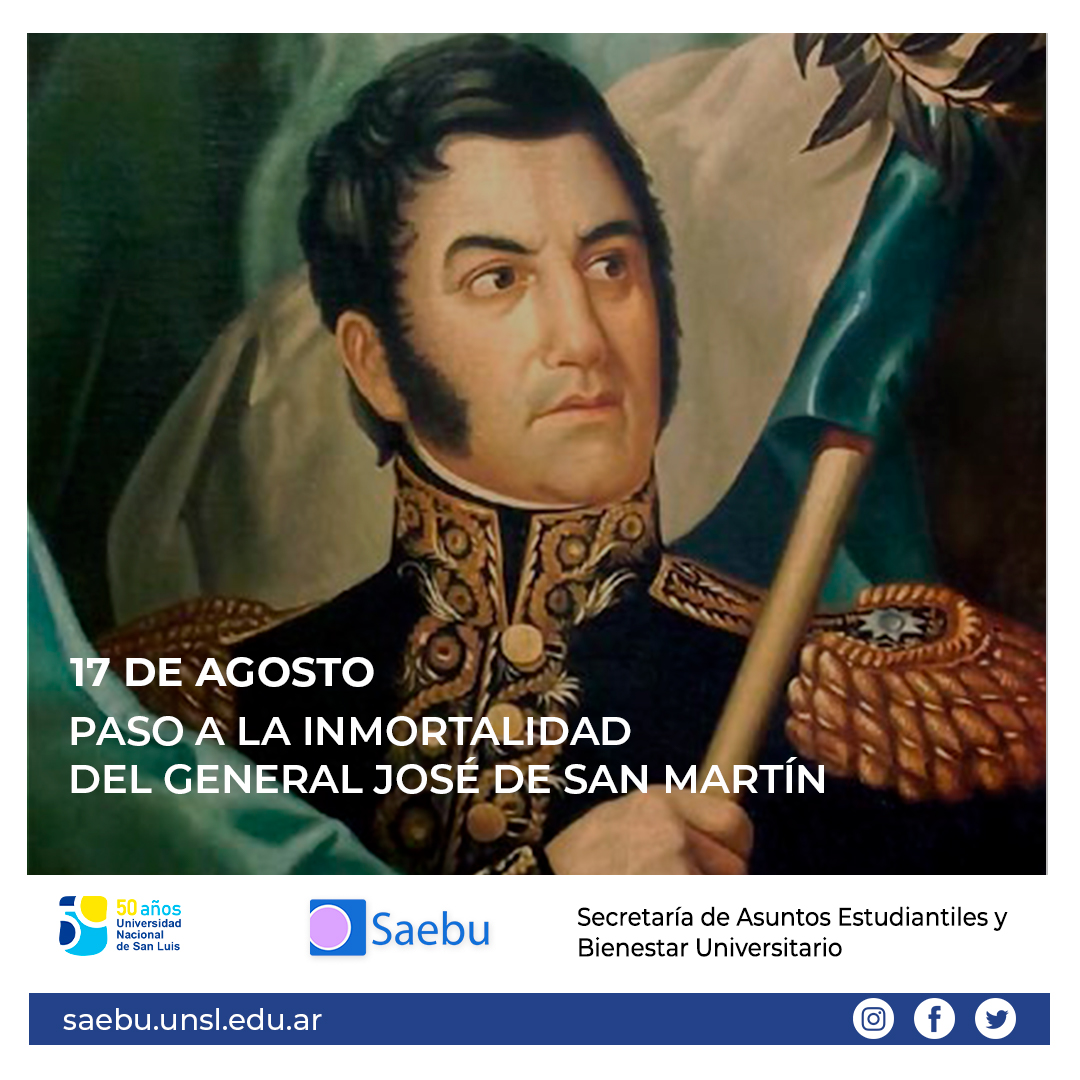 17 DE AGOSTO
PASO A LA INMORTALIDAD
DEL GENERAL JOSÉ DE SAN MARTÍN
50 años
Universidad
Nacional
de San Luis
Saebu
Secretaría de Asuntos Estudiantiles y
Bienestar Universitario
saebu.unsl.edu.ar